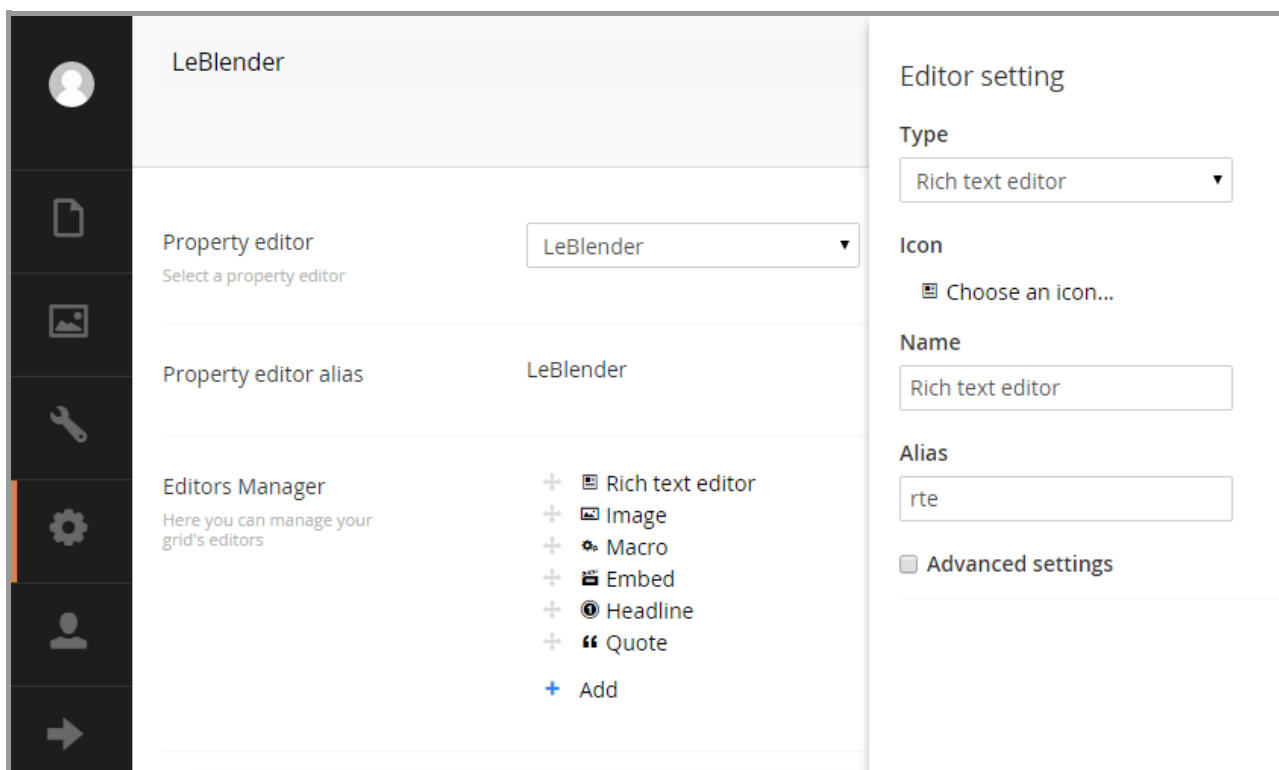 LeBlender
Property editor
Select a property editor
LeBlender
Property editor alias
LeBlender
Editors Manager
Here you can manage your
grid's editors
Rich text editor
Image
Macro
Embed
Headline
Quote
Add
Editor setting
Type
Rich text editor
Icon
Choose an icon...
Name
Rich text editor
Alias
rte
Advanced settings